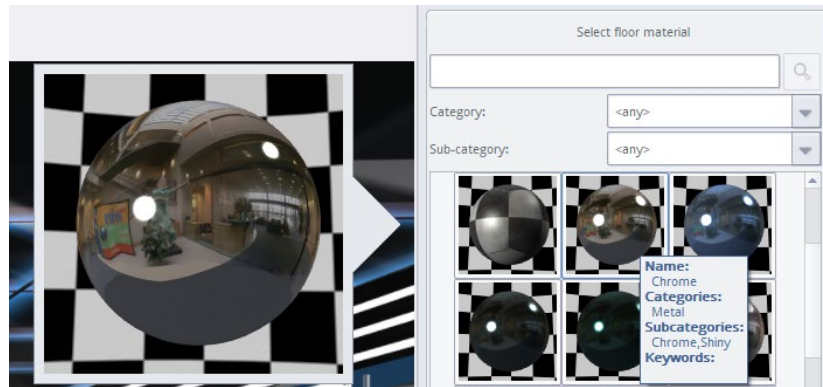 Select floor material
Category:
<any>
Sub-category:
<any>
Name:
Chrome
Categories:
Metal
Subcategories:
Chrome,Shiny
Keywords: